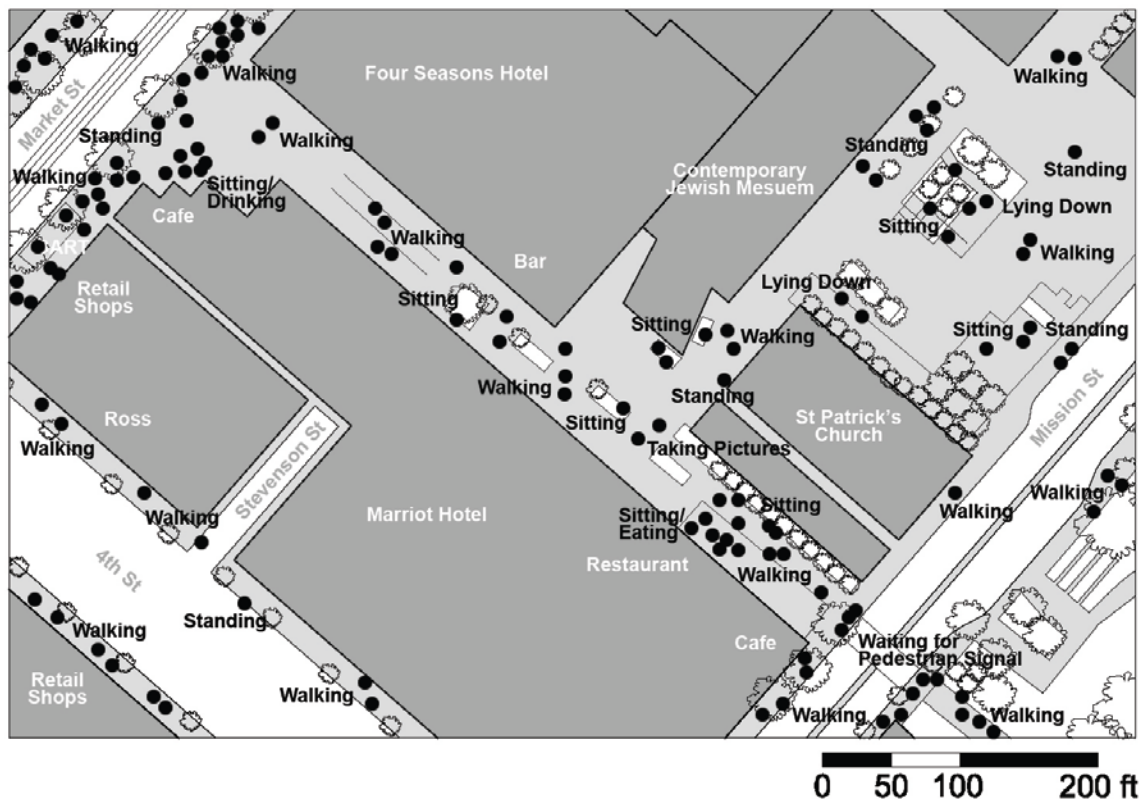 Walking
Four Seasons Hotel
Walking
Walking
Market St
Standing
Walking
Standing
Contemporary
Jewish Mesuem
Standing
Walking
Sitting/
Drinking
Cafe
Lying Down
Sitting
Walking
Walking
ART
Bar
Retail
Shops
Lying Down
Sitting
Sitting
Walking
Sitting
Standing
Walking
Standing
Mission St
Ross
Sitting
St Patrick's
Church
Walking
Taking Pictures
Stevenson St
Walking
Sitting
Walking
Walking
Marriot Hotel
Sitting/
Eating
Restaurant
4th St
Walking
Standing
Walking
Cafe
Waiting for
Pedestrian Signal
Retail
Shops
Walking
Walking
Walking
0 50 100 200 ft